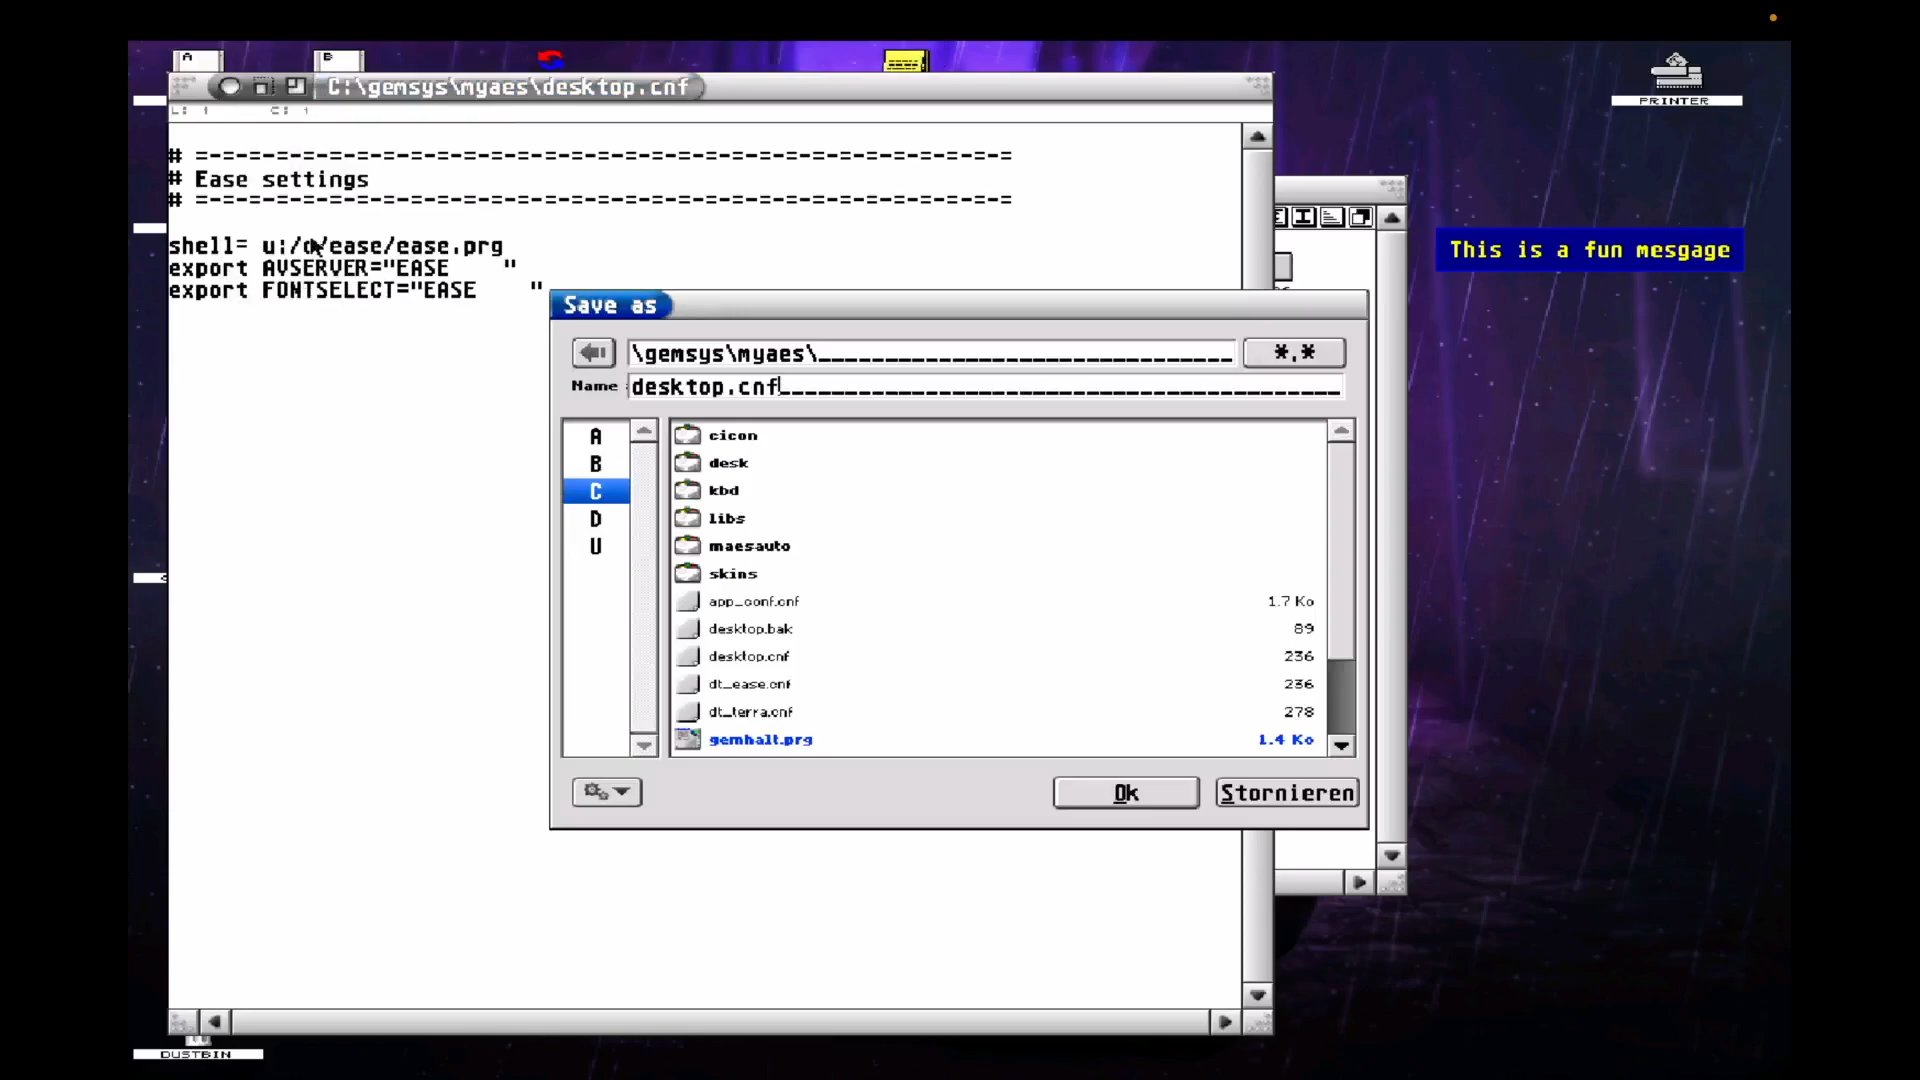 A
B
C:\gemsys\myaes\desktop.cnf
L: 1 C: 1
# =-=-=-=-=-=-=-=-=-=-=-=-=-=-=-=-=-=-=-=-=-=-=-=-=-=-=-=-=-=
# Ease settings
# =-=-=-=-=-=-=-=-=-=-=-=-=-=-=-=-=-=-=-=-=-=-=-=-=-=-=-=-=-=
shell= u:/c/ease/ease.prg
export AVSERVER="EASE    "
export FONTSELECT="EASE    "
PRINTER
This is a fun mesgage
Save as
\gemsys\myaes\
*.*
Name :
desktop.cnf
A
B
C
D
U
cicon
desk
kbd
libs
maesauto
skins
app_conf.cnf 1.7 Ko
desktop.bak 89
desktop.cnf 236
dt_ease.cnf 236
dt_terra.cnf 278
gemhalt.prg 1.4 Ko
Ok
Stornieren
DUSTBIN